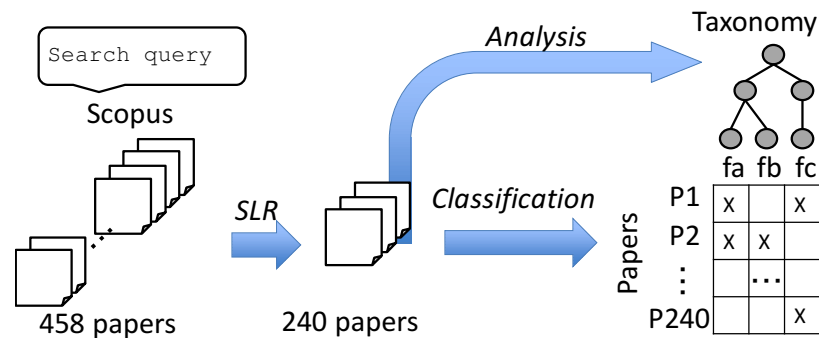 Search query
Scopus
458 papers
SLR
240 papers
Analysis
Classification
Taxonomy
fa fb fc
Papers
P1 x x
P2 x x
⋮ ...
P240 x